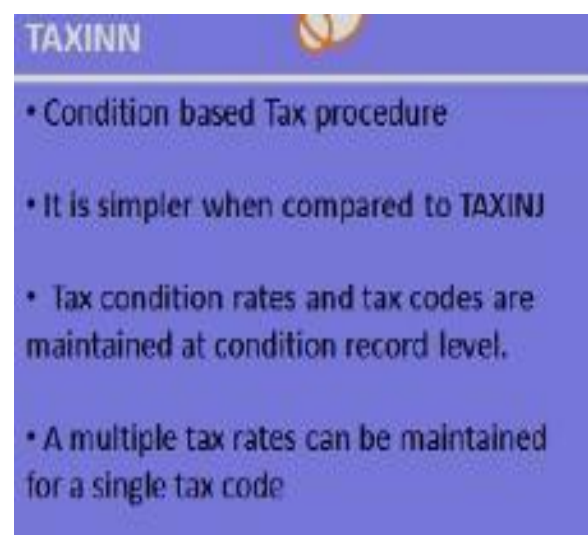 TAXINN
• Condition based Tax procedure
• It is simpler when compared to TAXINJ
• Tax condition rates and tax codes are
maintained at condition record level.
• A multiple tax rates can be maintained
for a single tax code